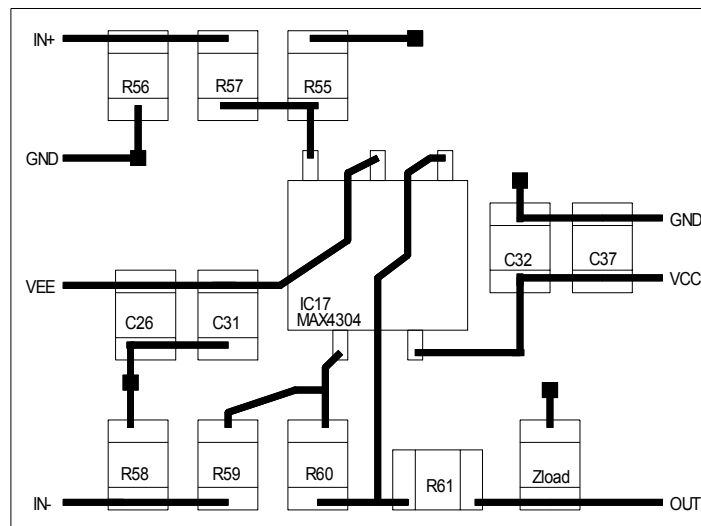 IN+
R56
R57
R55
GND
GND
C32
C37
VEE
VCC
IC17
MAX4304
C26
C31
R58
R59
R60
R61
Zload
IN-
OUT